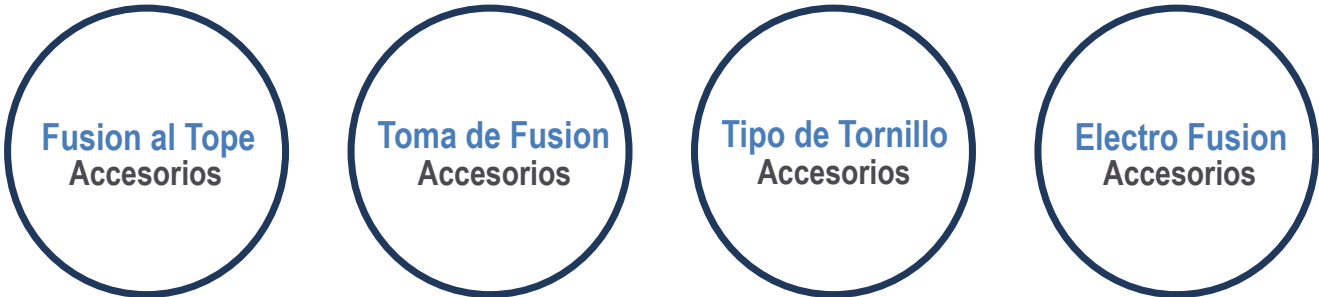 Fusion al Tope
Accesorios
Toma de Fusion
Accesorios
Tipo de Tornillo
Accesorios
Electro Fusion
Accesorios